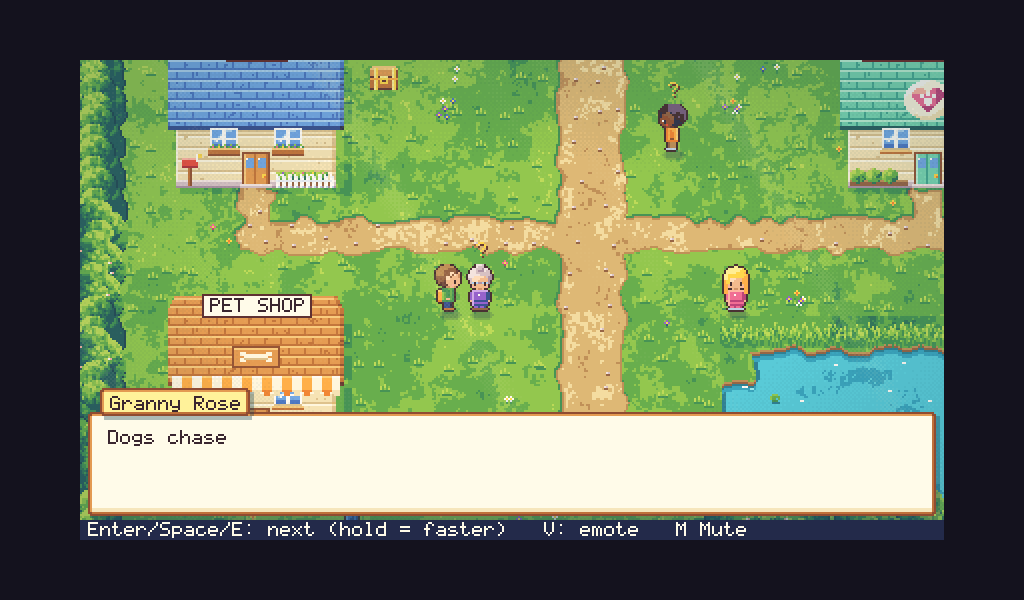 PET SHOP
Granny Rose
Dogs chase
Enter/Space/E: next (hold = faster)   V: emote   M Mute